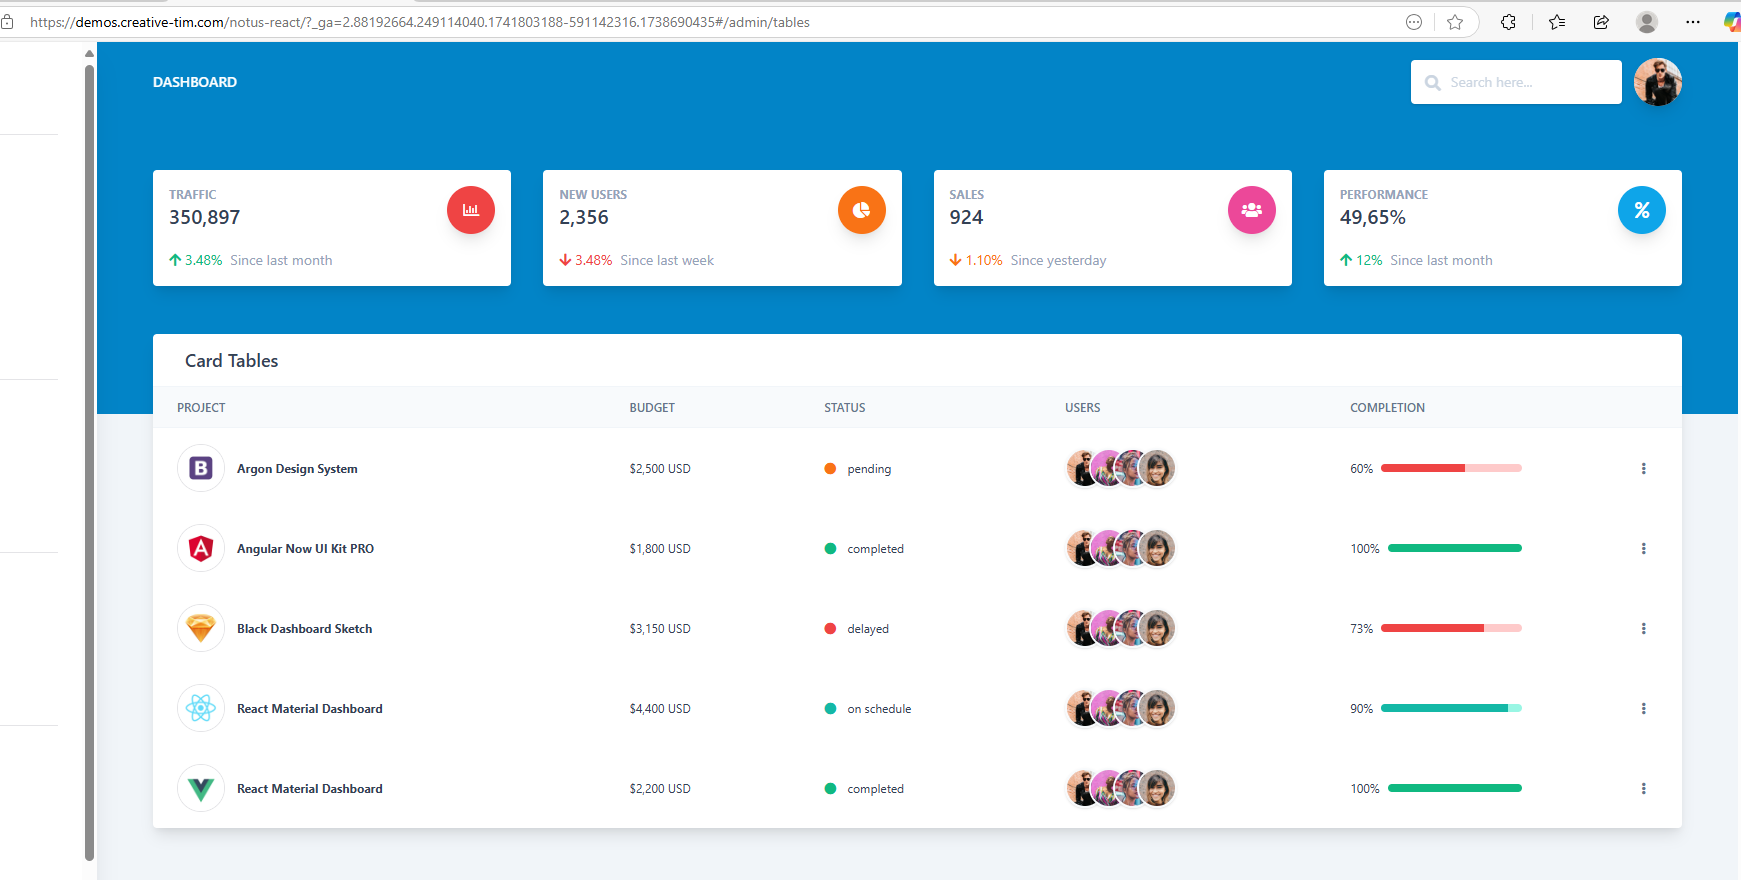 https://demos.creative-tim.com/notus-react/?_ga=2.88192664.249114040.1741803188-591142316.1738690435#/admin/tables
DASHBOARD
Search here...
TRAFFIC
350,897
3.48% Since last month
NEW USERS
2,356
3.48% Since last week
SALES
924
1.10% Since yesterday
PERFORMANCE
49,65%
12% Since last month
%
Card Tables
PROJECT BUDGET STATUS USERS COMPLETION
B Argon Design System $2,500 USD pending 60%
A Angular Now UI Kit PRO $1,800 USD completed 100%
Black Dashboard Sketch $3,150 USD delayed 73%
React Material Dashboard $4,400 USD on schedule 90%
React Material Dashboard $2,200 USD completed 100%